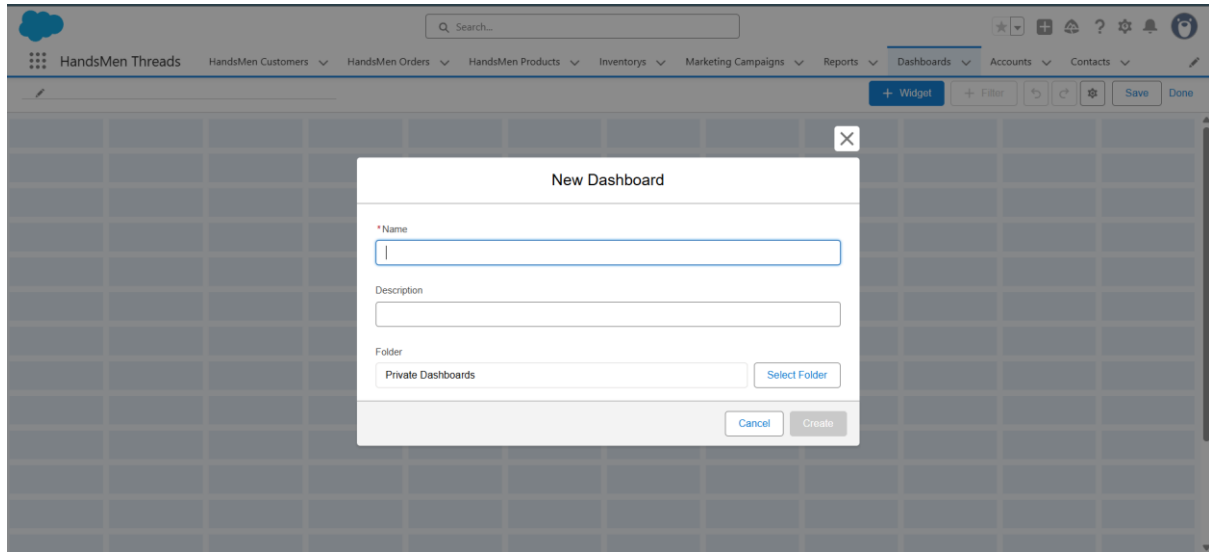 Search...
HandsMen Threads HandsMen Customers HandsMen Orders HandsMen Products Inventorys Marketing Campaigns Reports Dashboards Accounts Contacts
+ Widget + Filter Save Done
New Dashboard
*Name
Description
Folder
Private Dashboards Select Folder
Cancel Create